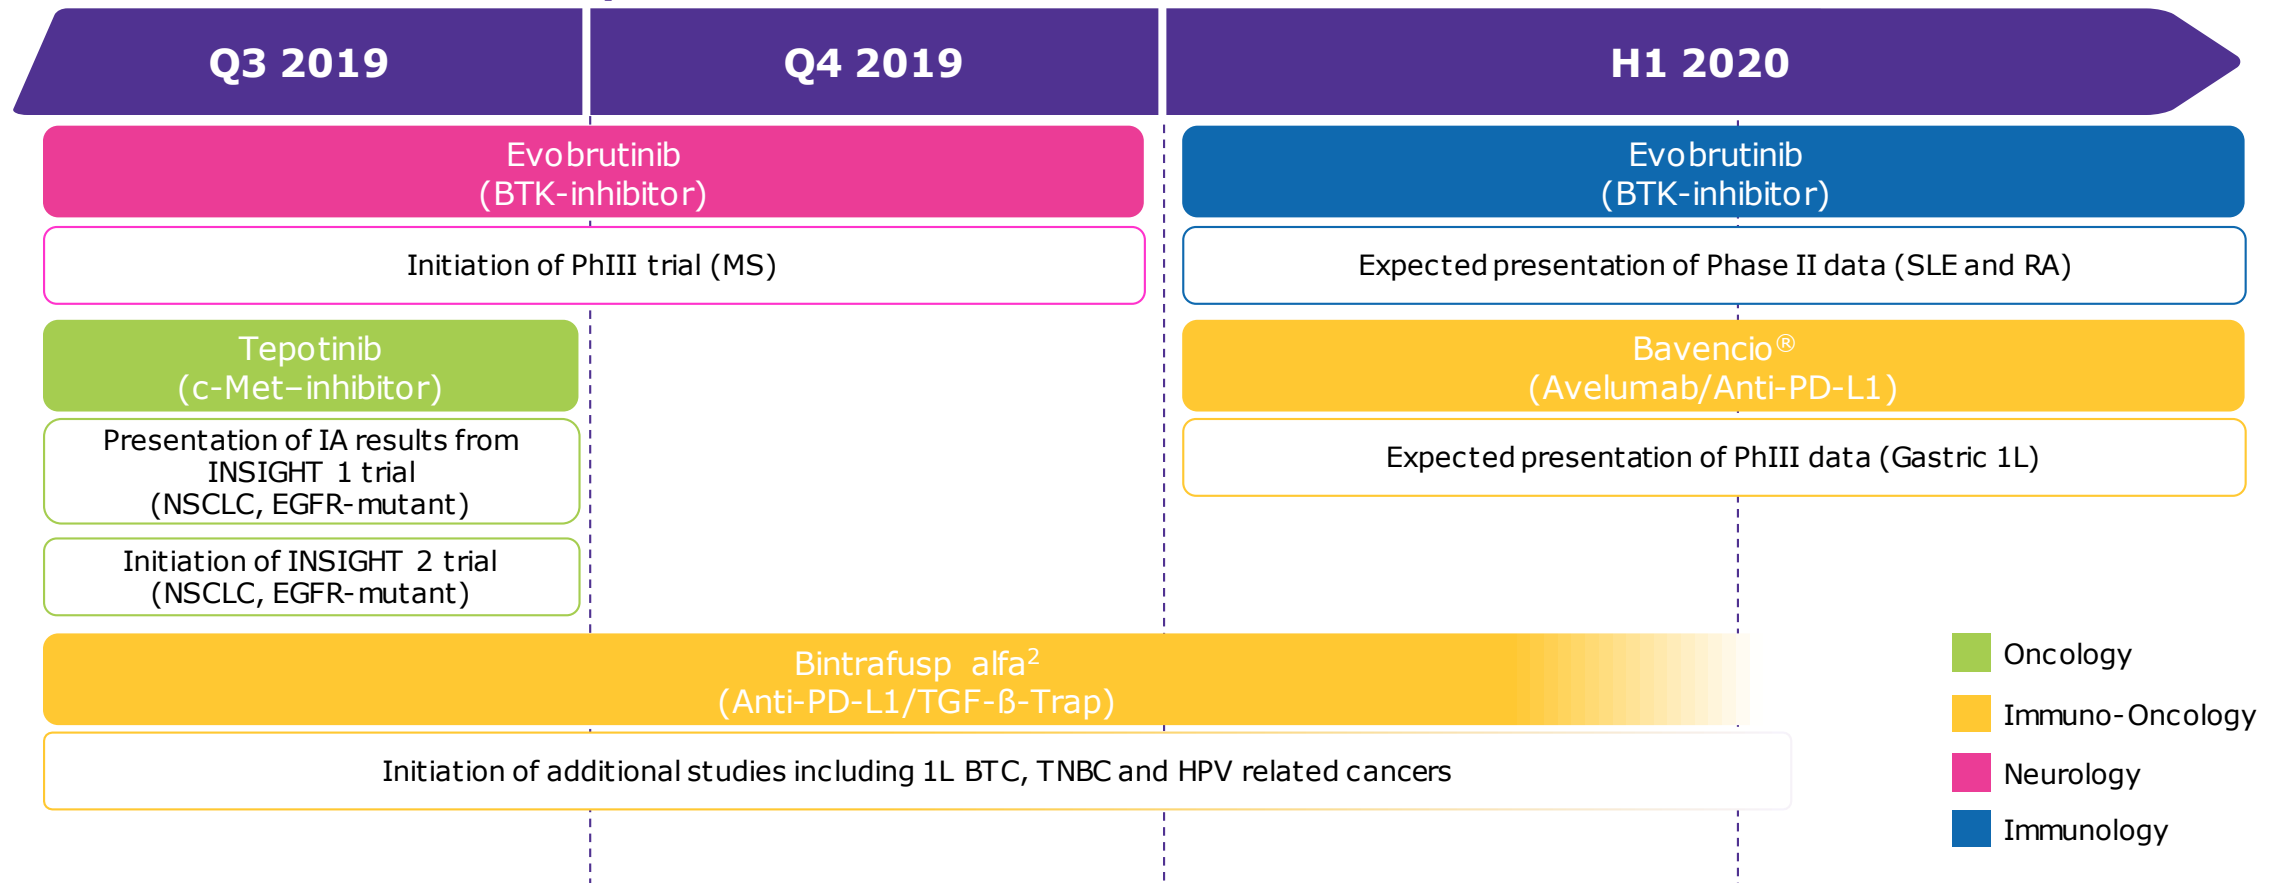 Q3 2019
Q4 2019
H1 2020
Evobrutinib
(BTK-inhibitor)
Initiation of PhIII trial (MS)
Evobrutinib
(BTK-inhibitor)
Expected presentation of Phase II data (SLE and RA)
Tepotinib
(c-Met–inhibitor)
Presentation of IA results from
INSIGHT 1 trial
(NSCLC, EGFR-mutant)
Initiation of INSIGHT 2 trial
(NSCLC, EGFR-mutant)
Bavencio®
(Avelumab/Anti-PD-L1)
Expected presentation of PhIII data (Gastric 1L)
Bintrafusp alfa²
(Anti-PD-L1/TGF-ß-Trap)
Initiation of additional studies including 1L BTC, TNBC and HPV related cancers
Oncology
Immuno-Oncology
Neurology
Immunology